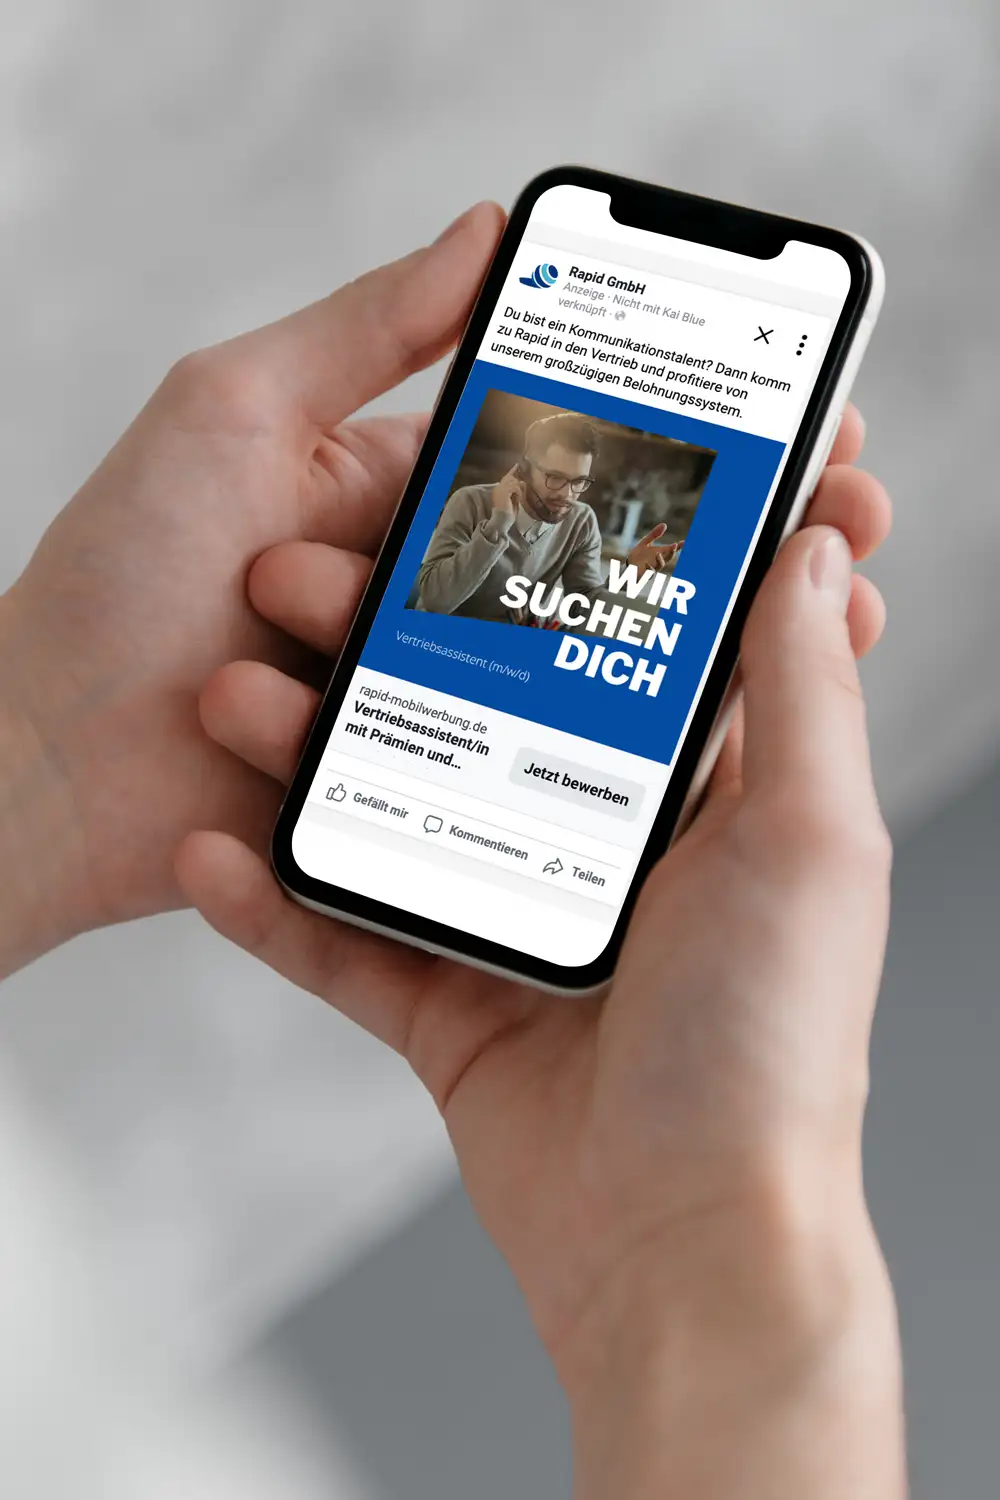 Rapid GmbH
Anzeige · Nicht mit Kai Blue
verknüpft ·
Du bist ein Kommunikationstalent? Dann komm
zu Rapid in den Vertrieb und profitiere von
unserem großzügigen Belohnungssystem.
WIR
SUCHEN
DICH
Vertriebsassistent (m/w/d)
rapid-mobilwerbung.de
Vertriebsassistent/in
mit Prämien und...
Jetzt bewerben
Gefällt mir
Kommentieren
Teilen